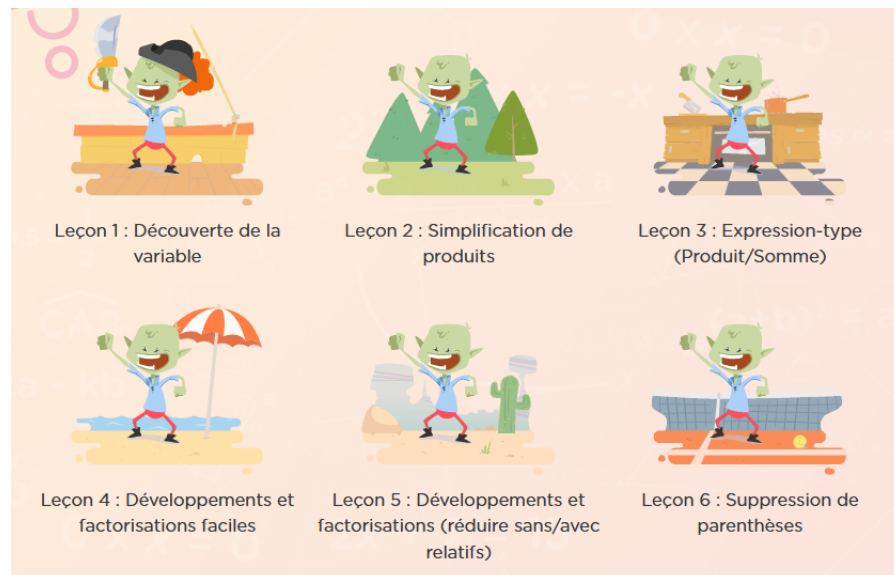 Leçon 1 : Découverte de la
variable
Leçon 2 : Simplification de
produits
Leçon 3 : Expression-type
(Produit/Somme)
Leçon 4 : Développements et
factorisations faciles
Leçon 5 : Développements et
factorisations (réduire sans/avec
relatifs)
Leçon 6 : Suppression de
parenthèses